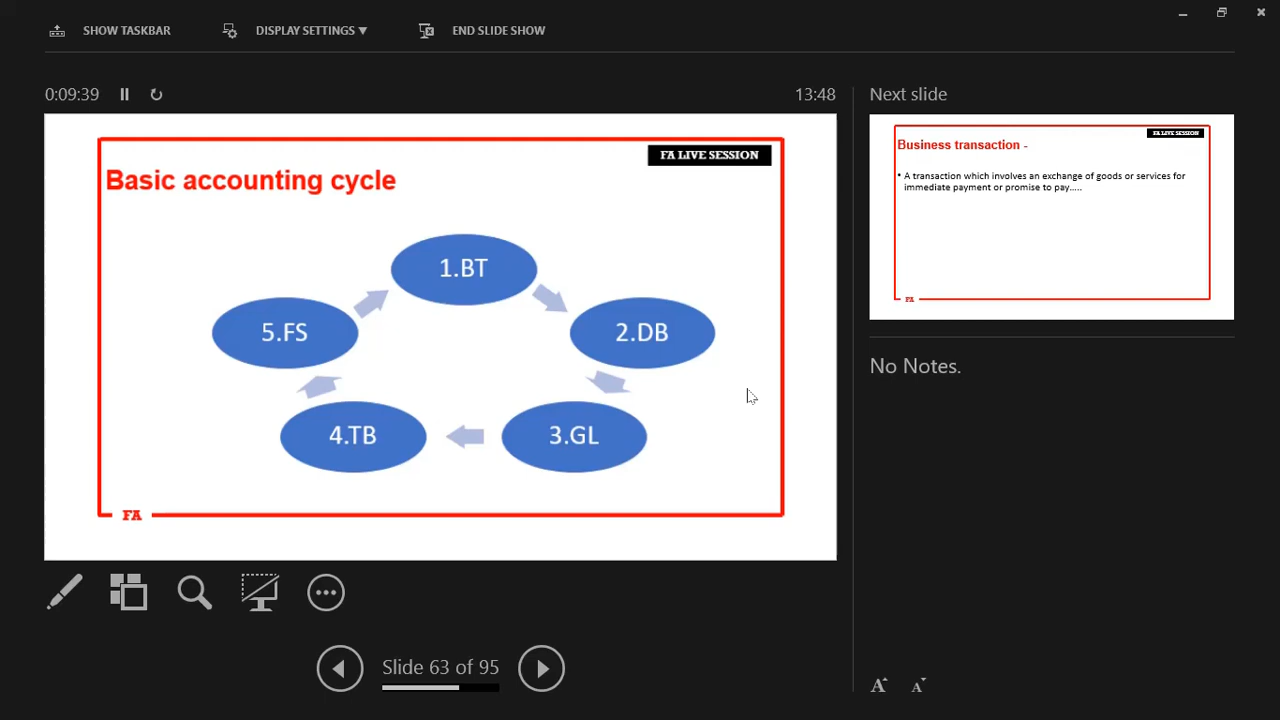 SHOW TASKBAR
DISPLAY SETTINGS ▼
END SLIDE SHOW
0:09:39
13:48
Next slide
FA LIVE SESSION
Basic accounting cycle
1.BT
2.DB
3.GL
4.TB
5.FS
FA
FA LIVE SESSION
Business transaction -
• A transaction which involves an exchange of goods or services for
immediate payment or promise to pay.....
FA
No Notes.
Slide 63 of 95
A
A